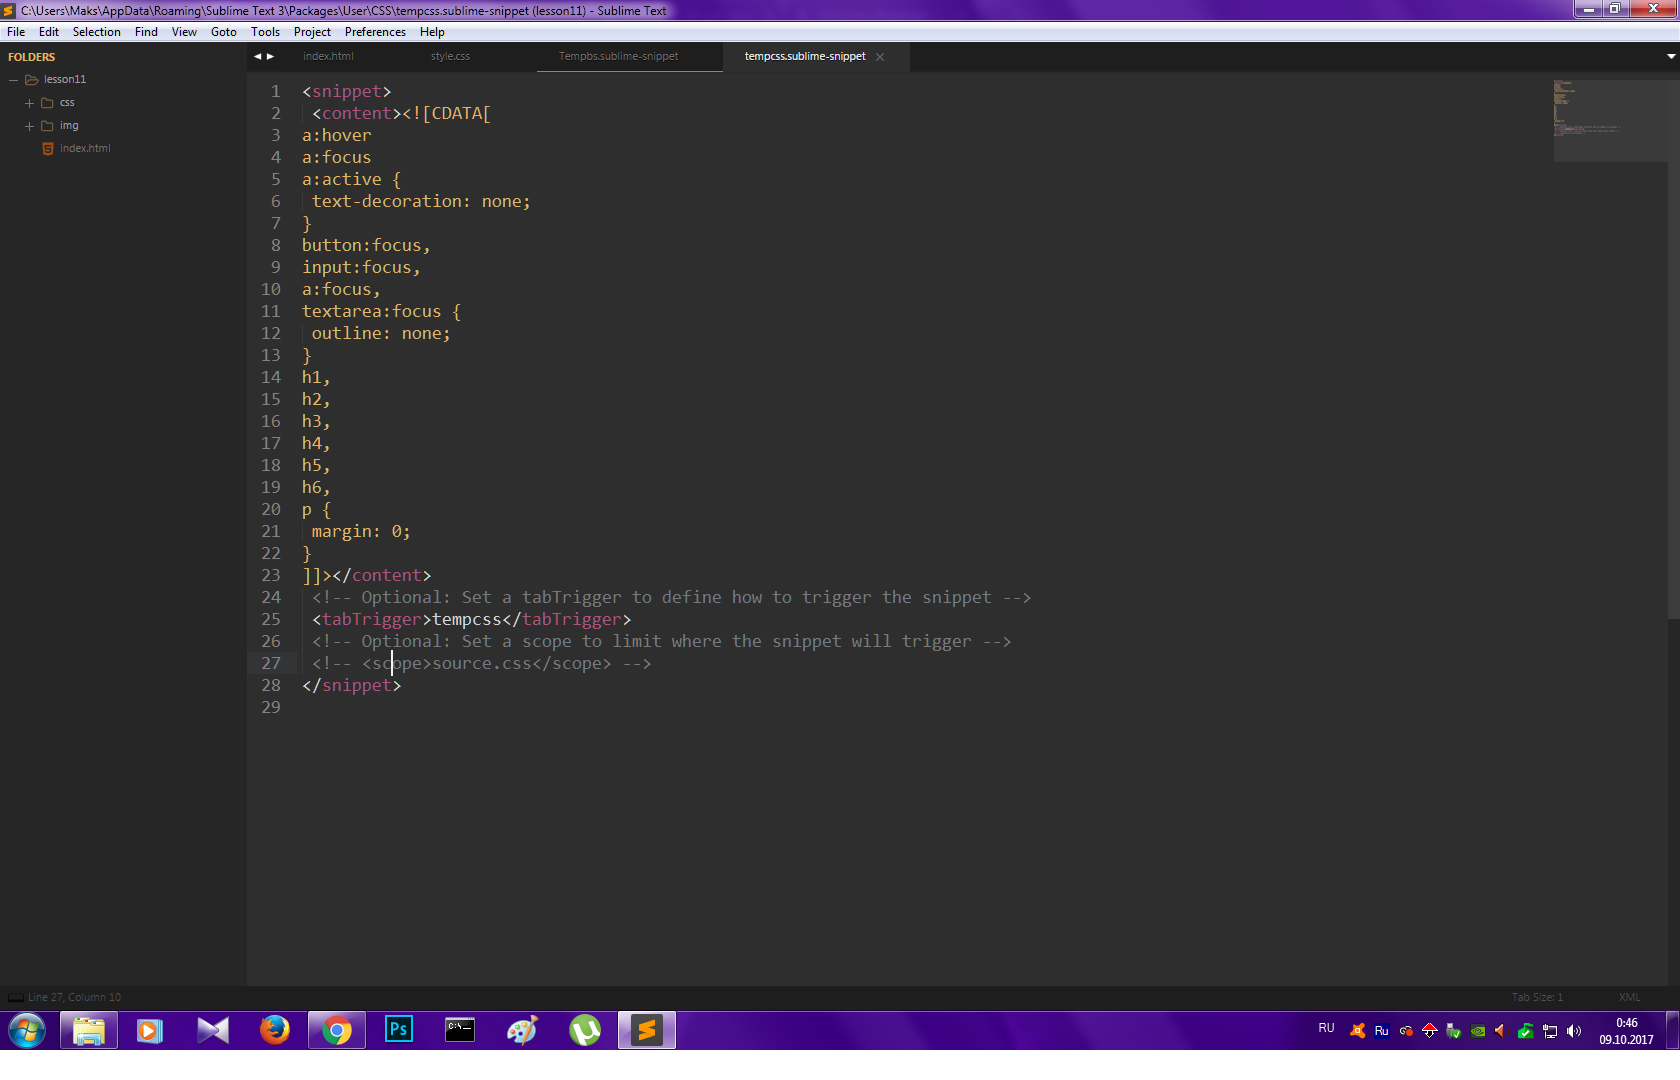 C:\Users\Maks\AppData\Roaming\Sublime Text 3\Packages\User\CSS\tempcss.sublime-snippet (lesson11) - Sublime Text
File Edit Selection Find View Goto Tools Project Preferences Help
FOLDERS
lesson11
css
img
index.html
index.html style.css Tempbs.sublime-snippet tempcss.sublime-snippet
1 <snippet>
2 <content><![CDATA[
3 a:hover
4 a:focus
5 a:active {
6 text-decoration: none;
7 }
8 button:focus,
9 input:focus,
10 a:focus,
11 textarea:focus {
12 outline: none;
13 }
14 h1,
15 h2,
16 h3,
17 h4,
18 h5,
19 h6,
20 p {
21 margin: 0;
22 }
23 ]]></content>
24 <!-- Optional: Set a tabTrigger to define how to trigger the snippet -->
25 <tabTrigger>tempcss</tabTrigger>
26 <!-- Optional: Set a scope to limit where the snippet will trigger -->
27 <!-- <scope>source.css</scope> -->
28 </snippet>
29
Line 27, Column 10 Tab Size: 1 XML
Ps C:\ RU Ru 0:46
09.10.2017